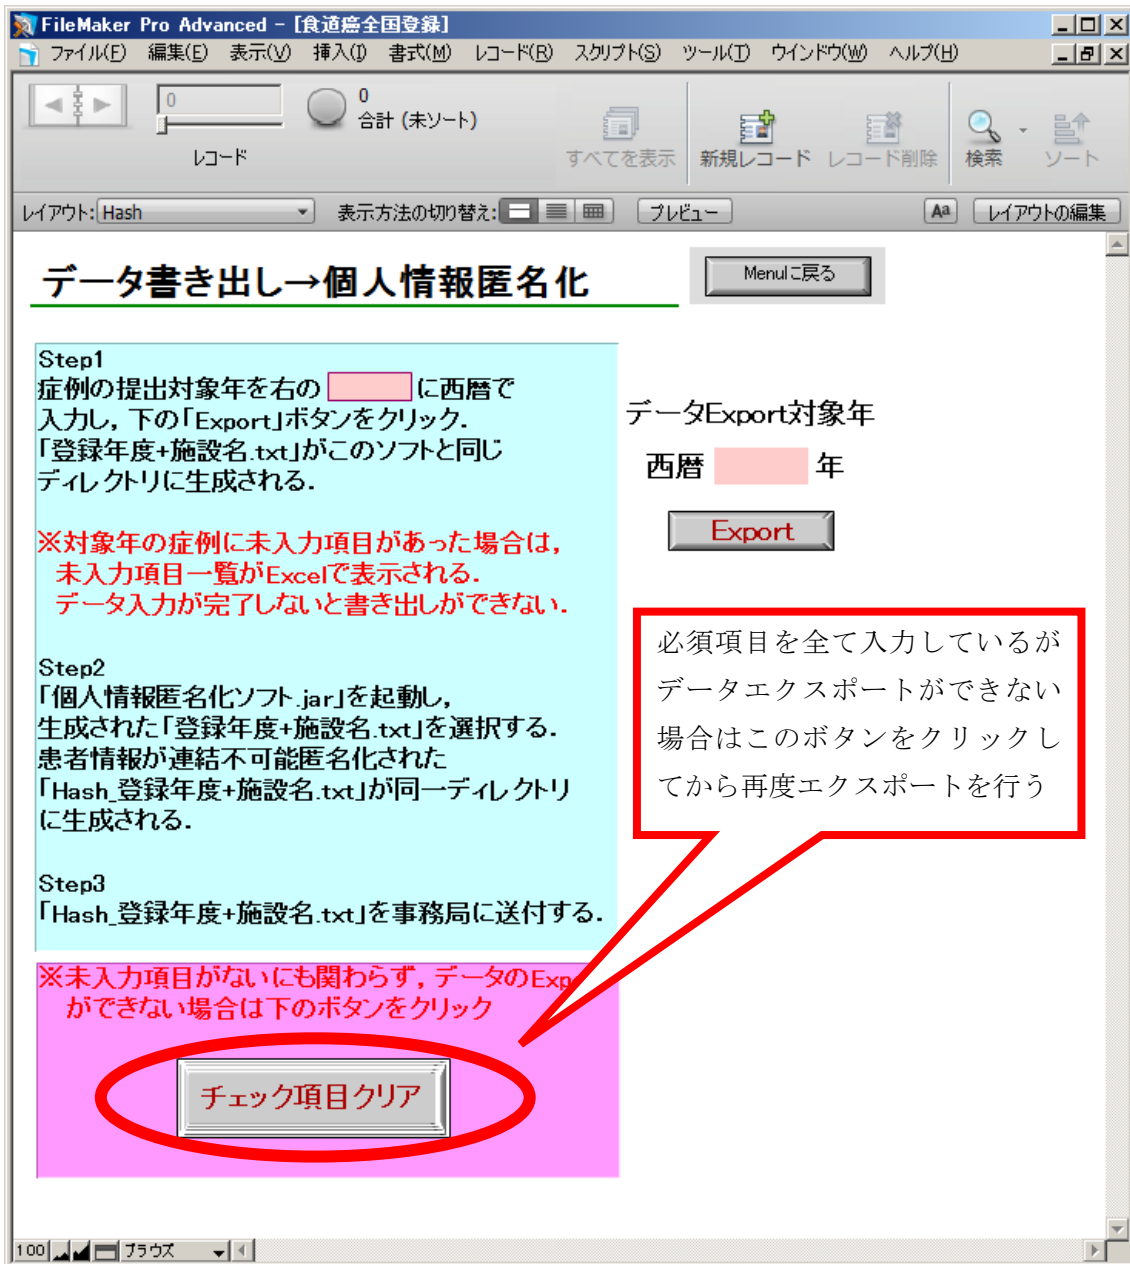 FileMaker Pro Advanced - [食道癌全国登録]
ファイル(F) 編集(E) 表示(V) 挿入(I) 書式(M) レコード(R) スクリプト(S) ツール(T) ウインドウ(W) ヘルプ(H)
0
0
合計 (未ソート)
レコード
すべてを表示 新規レコード レコード削除 検索 ソート
レイアウト: Hash 表示方法の切り替え: プレビュー Aa レイアウトの編集
データ書き出し→個人情報匿名化
Menuに戻る
Step1
症例の提出対象年を右の に西暦で
入力し，下の「Export」ボタンをクリック．
「登録年度+施設名.txt」がこのソフトと同じ
ディレクトリに生成される．
※対象年の症例に未入力項目があった場合は，
未入力項目一覧がExcelで表示される．
データ入力が完了しないと書き出しができない．
Step2
「個人情報匿名化ソフト.jar」を起動し，
生成された「登録年度+施設名.txt」を選択する．
患者情報が連結不可能匿名化された
「Hash_登録年度+施設名.txt」が同一ディレクトリ
に生成される．
Step3
「Hash_登録年度+施設名.txt」を事務局に送付する．
データExport対象年
西暦 年
Export
必須項目を全て入力しているが
データエクスポートができない
場合はこのボタンをクリックし
てから再度エクスポートを行う
※未入力項目がないにも関わらず，データのExp
ができない場合は下のボタンをクリック
チェック項目クリア
100 ブラウズ